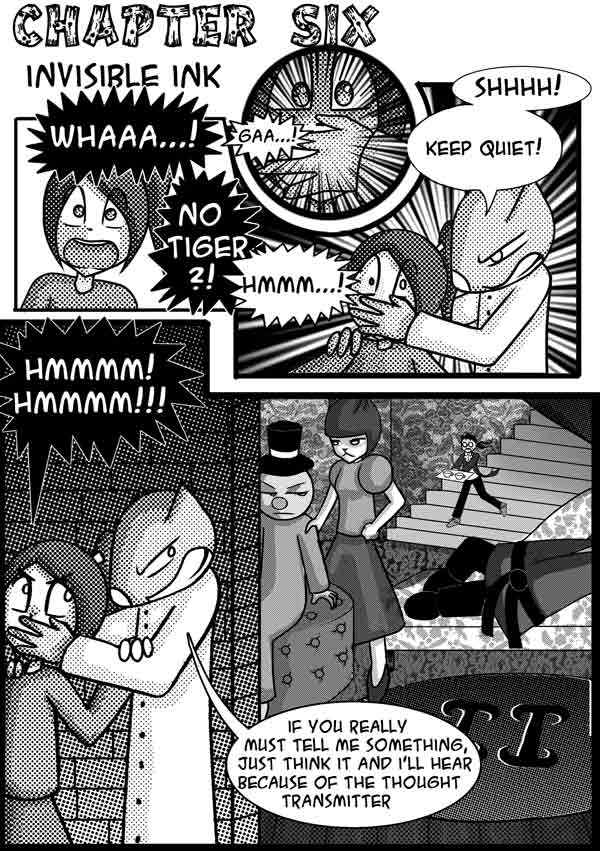 CHAPTER SIX
INVISIBLE INK
WHAAA...!
GAA...!
SHHHH!
KEEP QUIET!
NO
TIGER
?!
HMMM...!
HMMMM!
HMMMM!!!
IF YOU REALLY
MUST TELL ME SOMETHING,
JUST THINK IT AND I'LL HEAR
BECAUSE OF THE THOUGHT
TRANSMITTER
II